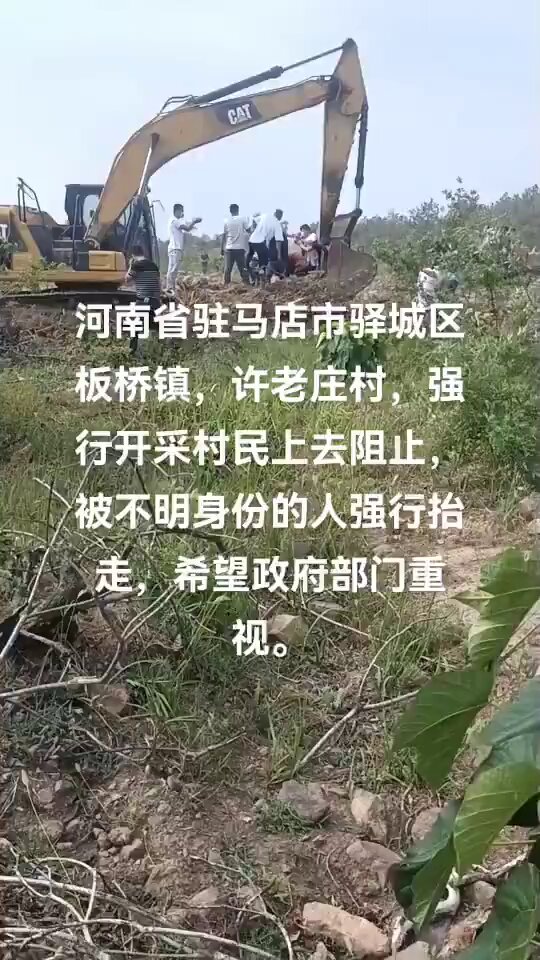 CAT
河南省驻马店市驿城区
板桥镇，许老庄村，强
行开采村民上去阻止，
被不明身份的人强行抬
走，希望政府部门重
视。